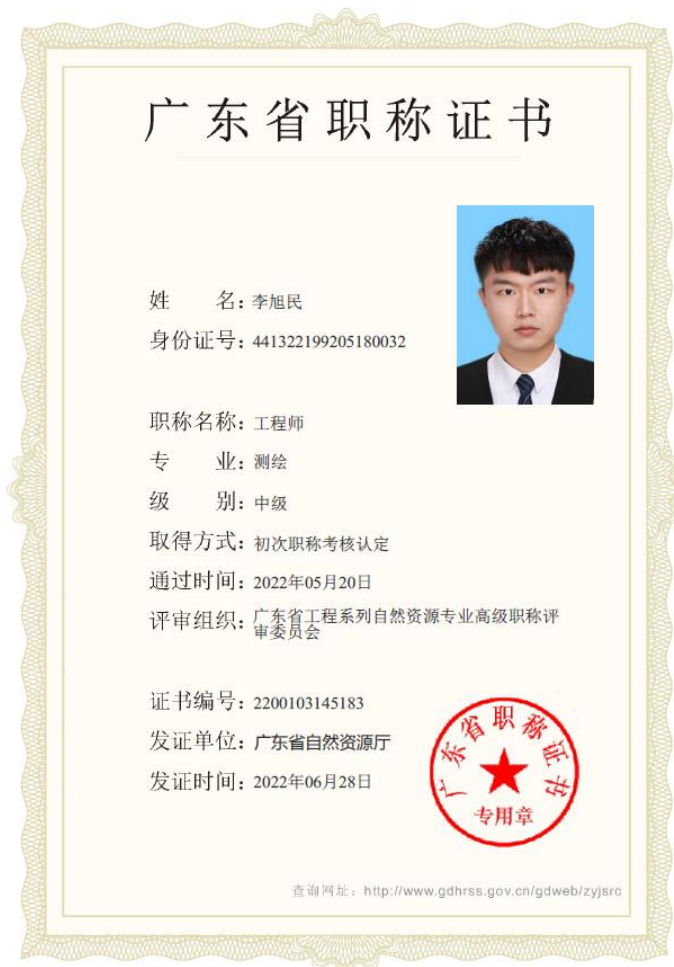 广东省职称证书
姓　　名：李旭民
身份证号：441322199205180032
职称名称：工程师
专　　业：测绘
级　　别：中级
取得方式：初次职称考核认定
通过时间：2022年05月20日
评审组织：广东省工程系列自然资源专业高级职称评
审委员会
证书编号：2200103145183
发证单位：广东省自然资源厅
发证时间：2022年06月28日
广东省职称证书
专用章
查询网址：http://www.gdhrss.gov.cn/gdweb/zyjsrc